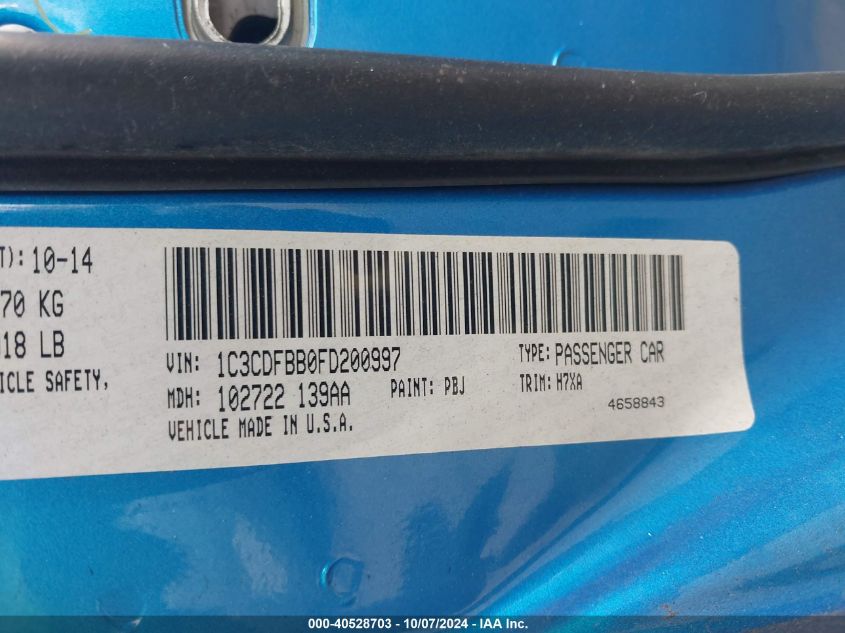 T): 10-14
70 KG
18 LB
ICLE SAFETY,
VIN: 1C3CDFBB0FD200997
TYPE: PASSENGER CAR
MDH: 102722 139AA
PAINT: PBJ
TRIM: H7XA
4658843
VEHICLE MADE IN U.S.A.
000-40528703 - 10/07/2024 - IAA Inc.